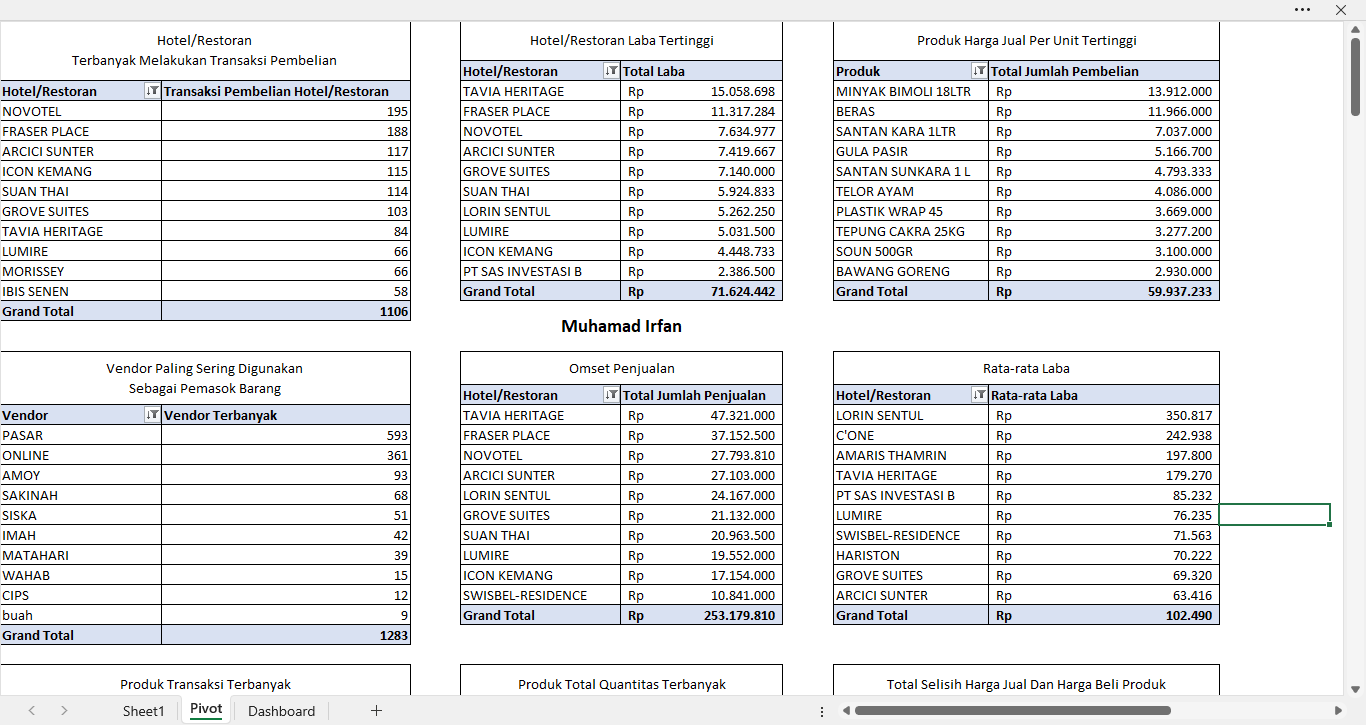 Hotel/Restoran
Terbanyak Melakukan Transaksi Pembelian
Hotel/Restoran Transaksi Pembelian Hotel/Restoran
NOVOTEL 195
FRASER PLACE 188
ARCICI SUNTER 117
ICON KEMANG 115
SUAN THAI 114
GROVE SUITES 103
TAVIA HERITAGE 84
LUMIRE 66
MORISSEY 66
IBIS SENEN 58
Grand Total 1106
Hotel/Restoran Laba Tertinggi
Hotel/Restoran Total Laba
TAVIA HERITAGE Rp 15.058.698
FRASER PLACE Rp 11.317.284
NOVOTEL Rp 7.634.977
ARCICI SUNTER Rp 7.419.667
GROVE SUITES Rp 7.140.000
SUAN THAI Rp 5.924.833
LORIN SENTUL Rp 5.262.250
LUMIRE Rp 5.031.500
ICON KEMANG Rp 4.448.733
PT SAS INVESTASI B Rp 2.386.500
Grand Total Rp 71.624.442
Produk Harga Jual Per Unit Tertinggi
Produk Total Jumlah Pembelian
MINYAK BIMOLI 18LTR Rp 13.912.000
BERAS Rp 11.966.000
SANTAN KARA 1LTR Rp 7.037.000
GULA PASIR Rp 5.166.700
SANTAN SUNKARA 1 L Rp 4.793.333
TELOR AYAM Rp 4.086.000
PLASTIK WRAP 45 Rp 3.669.000
TEPUNG CAKRA 25KG Rp 3.277.200
SOUN 500GR Rp 3.100.000
BAWANG GORENG Rp 2.930.000
Grand Total Rp 59.937.233
Muhamad Irfan
Vendor Paling Sering Digunakan
Sebagai Pemasok Barang
Vendor Vendor Terbanyak
PASAR 593
ONLINE 361
AMOY 93
SAKINAH 68
SISKA 51
IMAH 42
MATAHARI 39
WAHAB 15
CIPS 12
buah 9
Grand Total 1283
Omset Penjualan
Hotel/Restoran Total Jumlah Penjualan
TAVIA HERITAGE Rp 47.321.000
FRASER PLACE Rp 37.152.500
NOVOTEL Rp 27.793.810
ARCICI SUNTER Rp 27.103.000
LORIN SENTUL Rp 24.167.000
GROVE SUITES Rp 21.132.000
SUAN THAI Rp 20.963.500
LUMIRE Rp 19.552.000
ICON KEMANG Rp 17.154.000
SWISBEL-RESIDENCE Rp 10.841.000
Grand Total Rp 253.179.810
Rata-rata Laba
Hotel/Restoran Rata-rata Laba
LORIN SENTUL Rp 350.817
C'ONE Rp 242.938
AMARIS THAMRIN Rp 197.800
TAVIA HERITAGE Rp 179.270
PT SAS INVESTASI B Rp 85.232
LUMIRE Rp 76.235
SWISBEL-RESIDENCE Rp 71.563
HARISTON Rp 70.222
GROVE SUITES Rp 69.320
ARCICI SUNTER Rp 63.416
Grand Total Rp 102.490
Produk Transaksi Terbanyak
Produk Total Quantitas Terbanyak
Total Selisih Harga Jual Dan Harga Beli Produk
Sheet1 Pivot Dashboard